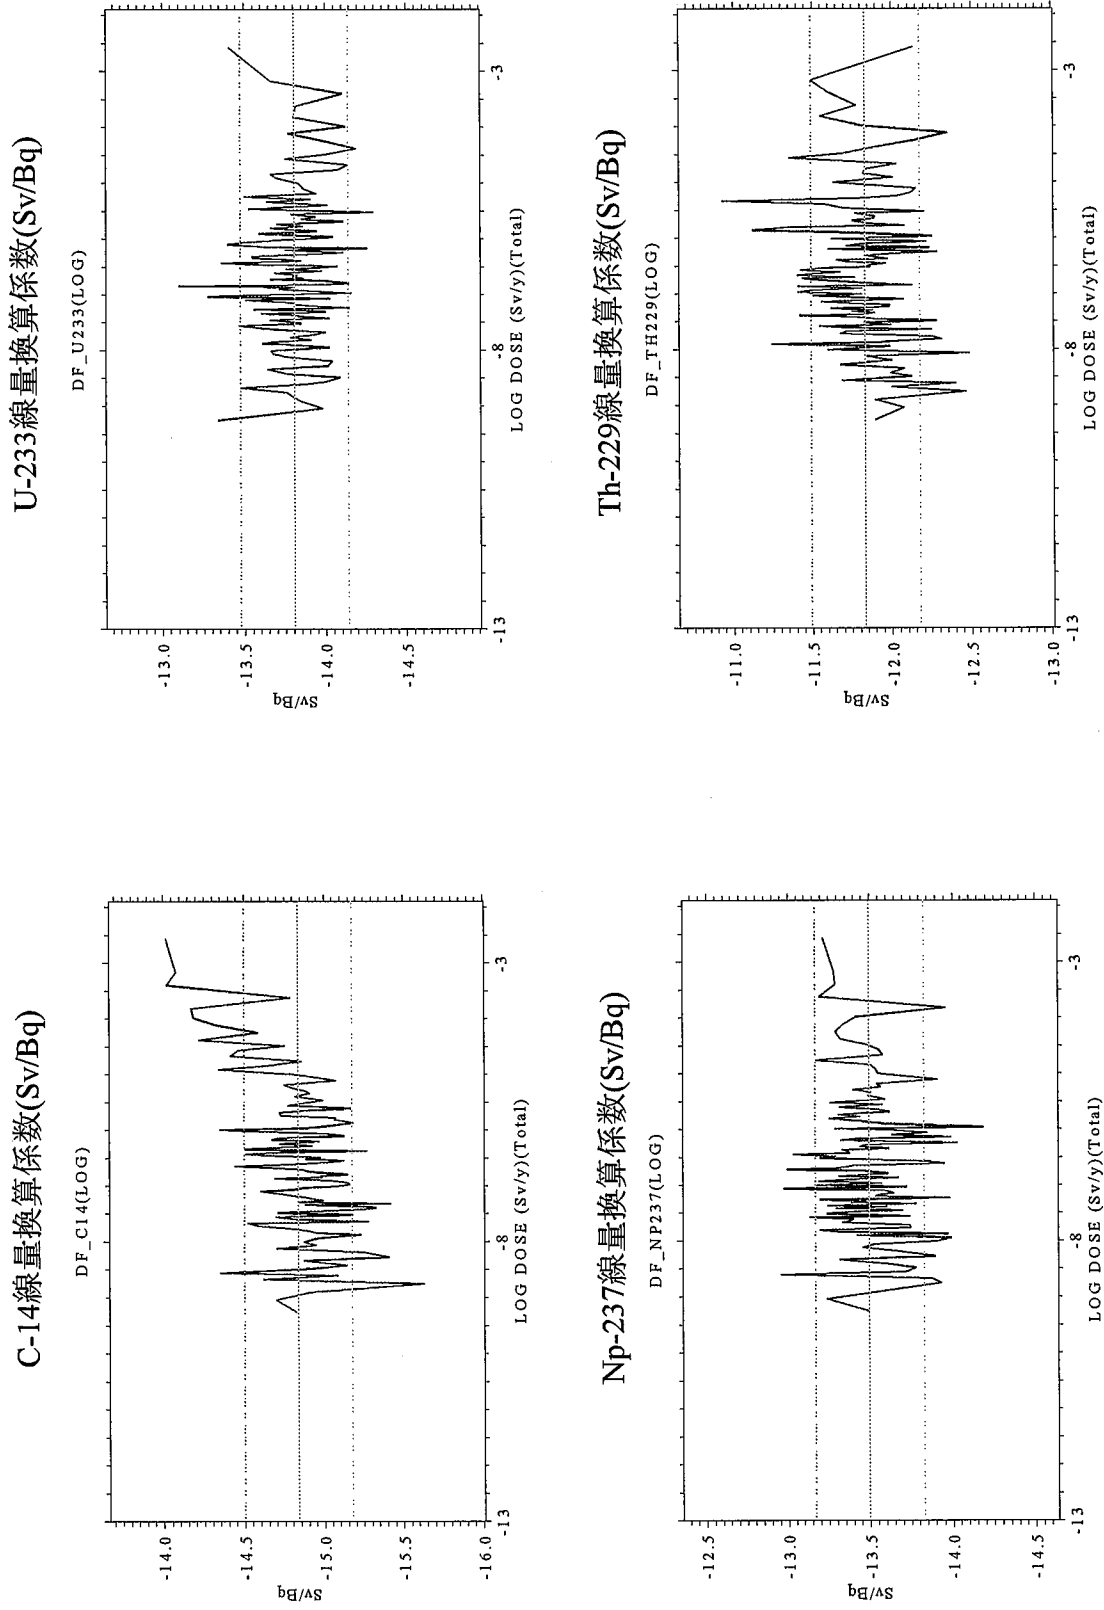 C-14線量換算係数(Sv/Bq)
DF_C14(LOG)
Sv/Bq
-14.0
-14.5
-15.0
-15.5
-16.0
-13
-8
-3
LOG DOSE (Sv/y)(Total)
U-233線量換算係数(Sv/Bq)
DF_U233(LOG)
Sv/Bq
-13.0
-13.5
-14.0
-14.5
-13
-8
-3
LOG DOSE (Sv/y)(Total)
Np-237線量換算係数(Sv/Bq)
DF_NP237(LOG)
Sv/Bq
-12.5
-13.0
-13.5
-14.0
-14.5
-13
-8
-3
LOG DOSE (Sv/y)(Total)
Th-229線量換算係数(Sv/Bq)
DF_TH229(LOG)
Sv/Bq
-11.0
-11.5
-12.0
-12.5
-13.0
-13
-8
-3
LOG DOSE (Sv/y)(Total)